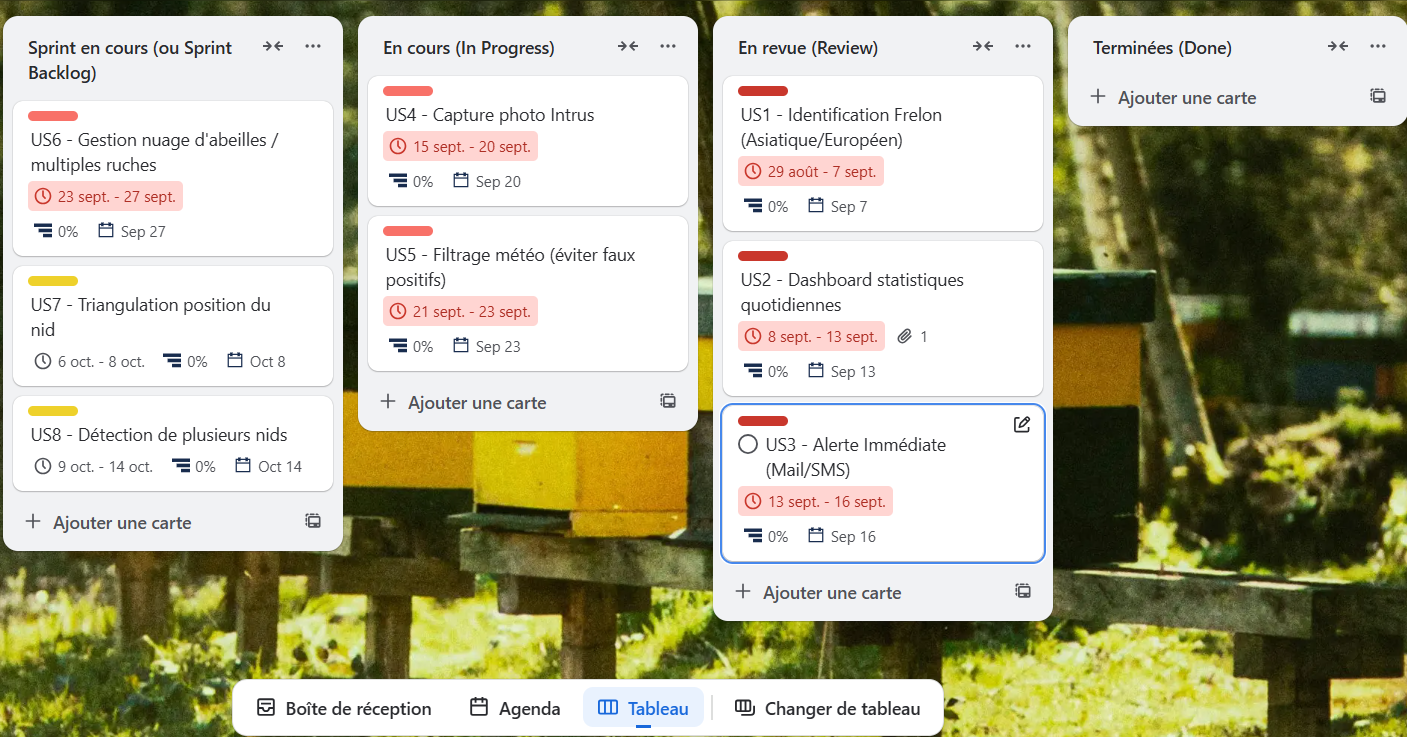 Sprint en cours (ou Sprint
Backlog)
US6 - Gestion nuage d'abeilles /
multiples ruches
23 sept. - 27 sept.
0% Sep 27
US7 - Triangulation position du
nid
6 oct. - 8 oct. 0% Oct 8
US8 - Détection de plusieurs nids
9 oct. - 14 oct. 0% Oct 14
+ Ajouter une carte
En cours (In Progress)
US4 - Capture photo Intrus
15 sept. - 20 sept.
0% Sep 20
US5 - Filtrage météo (éviter faux
positifs)
21 sept. - 23 sept.
0% Sep 23
+ Ajouter une carte
En revue (Review)
US1 - Identification Frelon
(Asiatique/Européen)
29 août - 7 sept.
0% Sep 7
US2 - Dashboard statistiques
quotidiennes
8 sept. - 13 sept. 1
0% Sep 13
US3 - Alerte Immédiate
(Mail/SMS)
13 sept. - 16 sept.
0% Sep 16
+ Ajouter une carte
Terminées (Done)
+ Ajouter une carte
Boîte de réception Agenda Tableau Changer de tableau